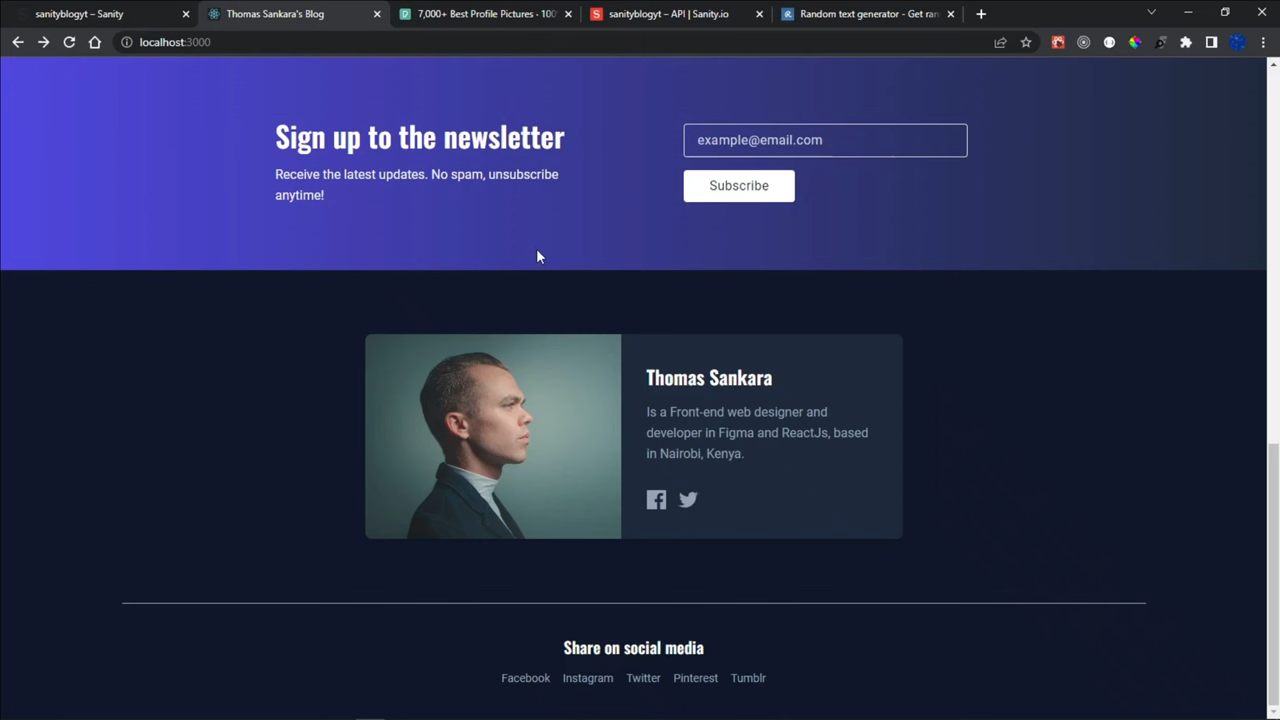 sanityblogyt – Sanity
Thomas Sankara's Blog
7,000+ Best Profile Pictures · 100
sanityblogyt – API | Sanity.io
Random text generator - Get ran
localhost:3000
Sign up to the newsletter
Receive the latest updates. No spam, unsubscribe
anytime!
example@email.com
Subscribe
Thomas Sankara
Is a Front-end web designer and
developer in Figma and ReactJs, based
in Nairobi, Kenya.
Share on social media
Facebook Instagram Twitter Pinterest Tumblr